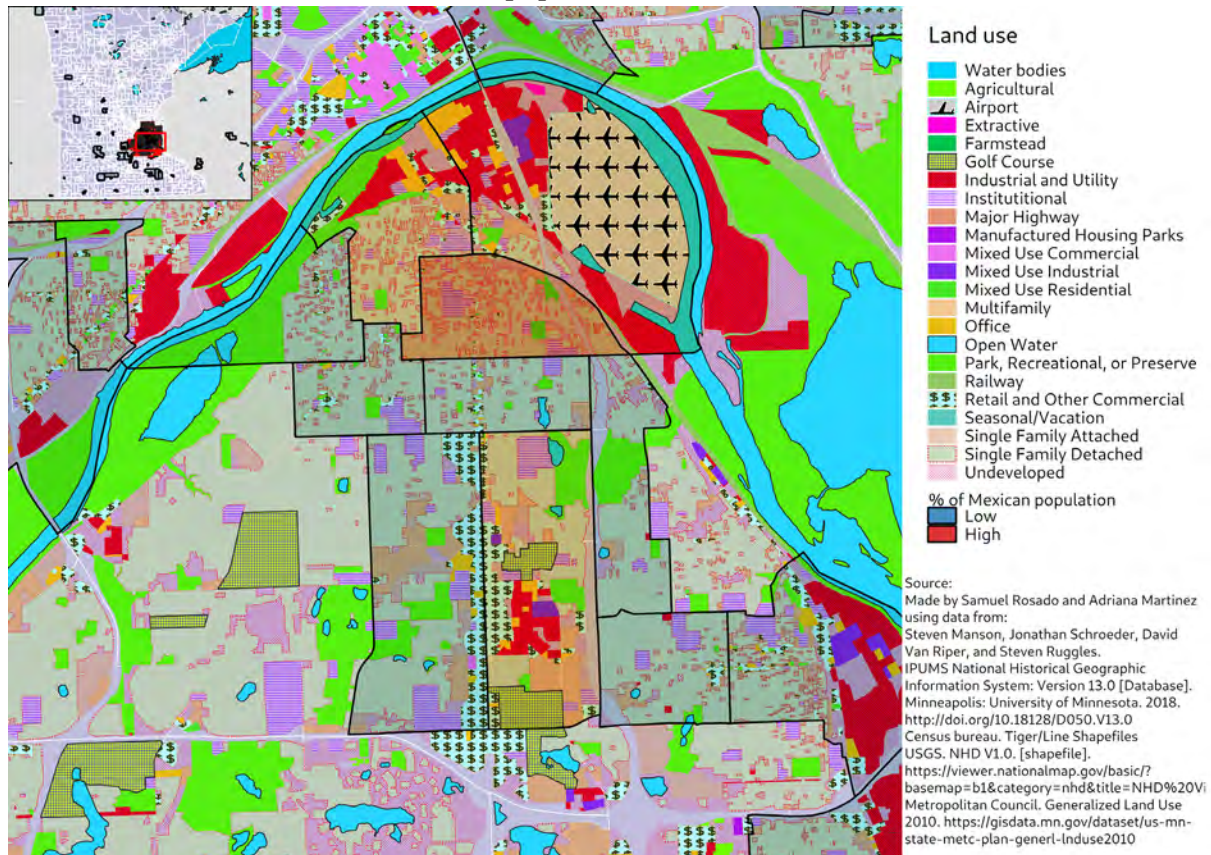 Land use
Water bodies
Agricultural
Airport
Extractive
Farmstead
Golf Course
Industrial and Utility
Institutitional
Major Highway
Manufactured Housing Parks
Mixed Use Commercial
Mixed Use Industrial
Mixed Use Residential
Multifamily
Office
Open Water
Park, Recreational, or Preserve
Railway
Retail and Other Commercial
Seasonal/Vacation
Single Family Attached
Single Family Detached
Undeveloped
% of Mexican population
Low
High
Source:
Made by Samuel Rosado and Adriana Martinez
using data from:
Steven Manson, Jonathan Schroeder, David
Van Riper, and Steven Ruggles.
IPUMS National Historical Geographic
Information System: Version 13.0 [Database].
Minneapolis: University of Minnesota. 2018.
http://doi.org/10.18128/D050.V13.0
Census bureau. Tiger/Line Shapefiles
USGS. NHD V1.0. [shapefile].
https://viewer.nationalmap.gov/basic/?
basemap=b1&category=nhd&title=NHD%20Vi
Metropolitan Council. Generalized Land Use
2010. https://gisdata.mn.gov/dataset/us-mn-
state-metc-plan-generl-lnduse2010